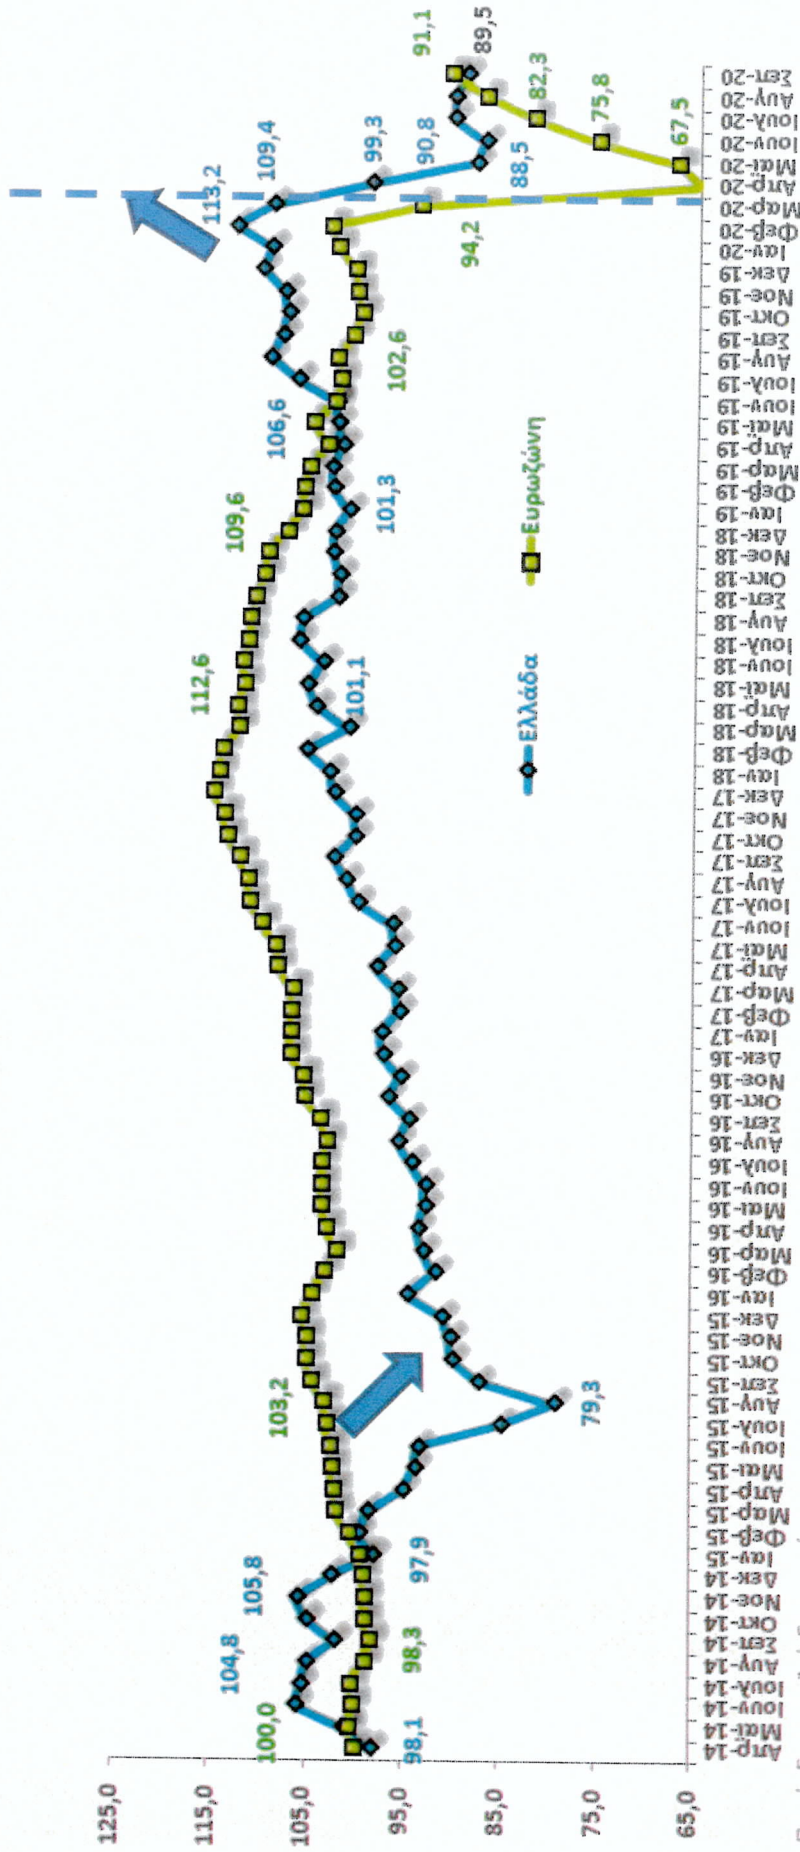 125,0
115,0
105,0
95,0
85,0
75,0
65,0
100,0
98,1
104,8
98,3
105,8
97,9
103,2
79,3
112,6
101,1
109,6
101,3
106,6
102,6
113,2
109,4
94,2
99,3
90,8
88,5
67,5
75,8
82,3
91,1
89,5
Ελλάδα
Ευρωζώνη
Απρ-14
Μαϊ-14
Ιουν-14
Ιουλ-14
Αυγ-14
Σεπ-14
Οκτ-14
Νοε-14
Δεκ-14
Ιαν-15
Φεβ-15
Μαρ-15
Απρ-15
Μαι-15
Ιουν-15
Ιουλ-15
Αυγ-15
Σεπ-15
Οκτ-15
Νοε-15
Δεκ-15
Ιαν-16
Φεβ-16
Μαρ-16
Απρ-16
Μαι-16
Ιουν-16
Ιουλ-16
Αυγ-16
Σεπ-16
Οκτ-16
Νοε-16
Δεκ-16
Ιαν-17
Φεβ-17
Μαρ-17
Απρ-17
Μαϊ-17
Ιουν-17
Ιουλ-17
Αυγ-17
Σεπ-17
Οκτ-17
Νοε-17
Δεκ-17
Ιαν-18
Φεβ-18
Μαρ-18
Απρ-18
Μαϊ-18
Ιουν-18
Ιουλ-18
Αυγ-18
Σεπ-18
Οκτ-18
Νοε-18
Δεκ-18
Ιαν-19
Φεβ-19
Μαρ-19
Απρ-19
Μαϊ-19
Ιουν-19
Ιουλ-19
Αυγ-19
Σεπ-19
Οκτ-19
Νοε-19
Δεκ-19
Ιαν-20
Φεβ-20
Μαρ-20
Απρ-20
Μαϊ-20
Ιουν-20
Ιουλ-20
Αυγ-20
Σεπ-20